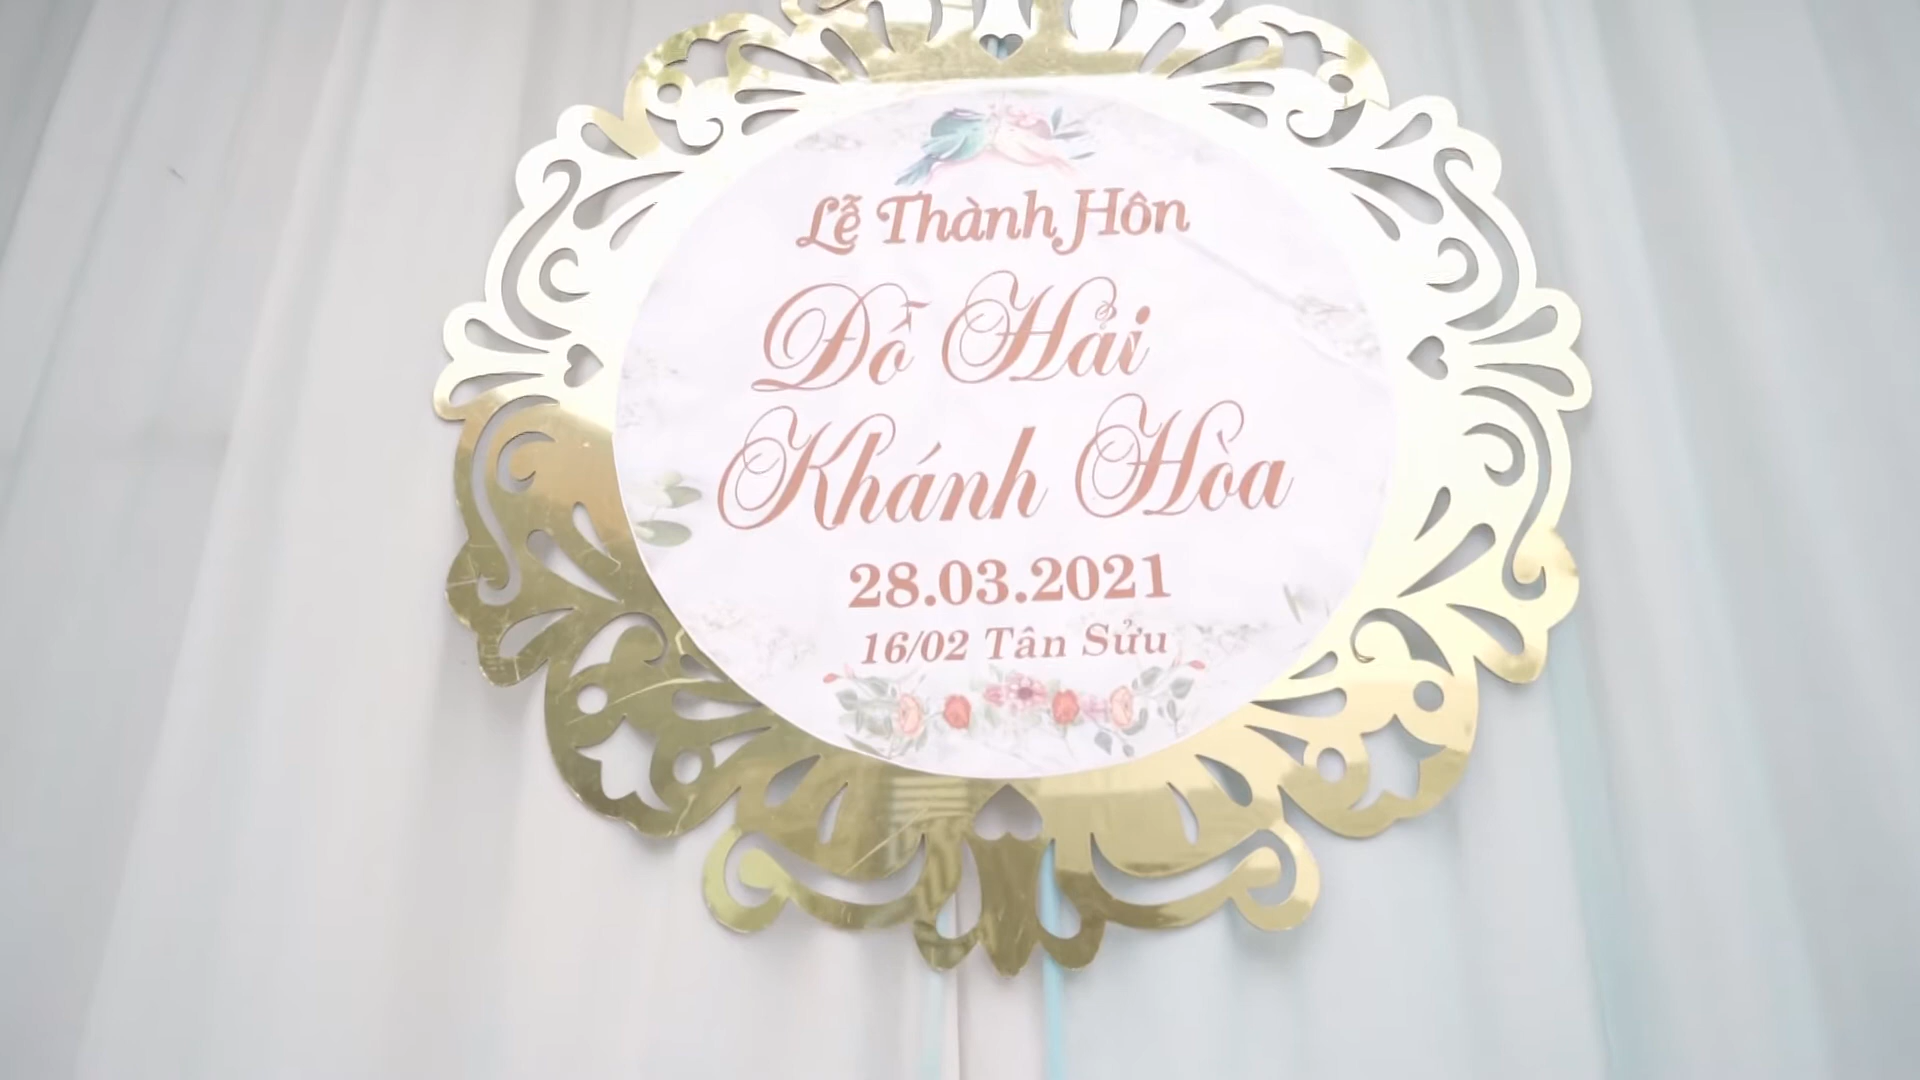 Lễ Thành Hôn
Đỗ Hải
Khánh Hòa
28.03.2021
16/02 Tân Sửu